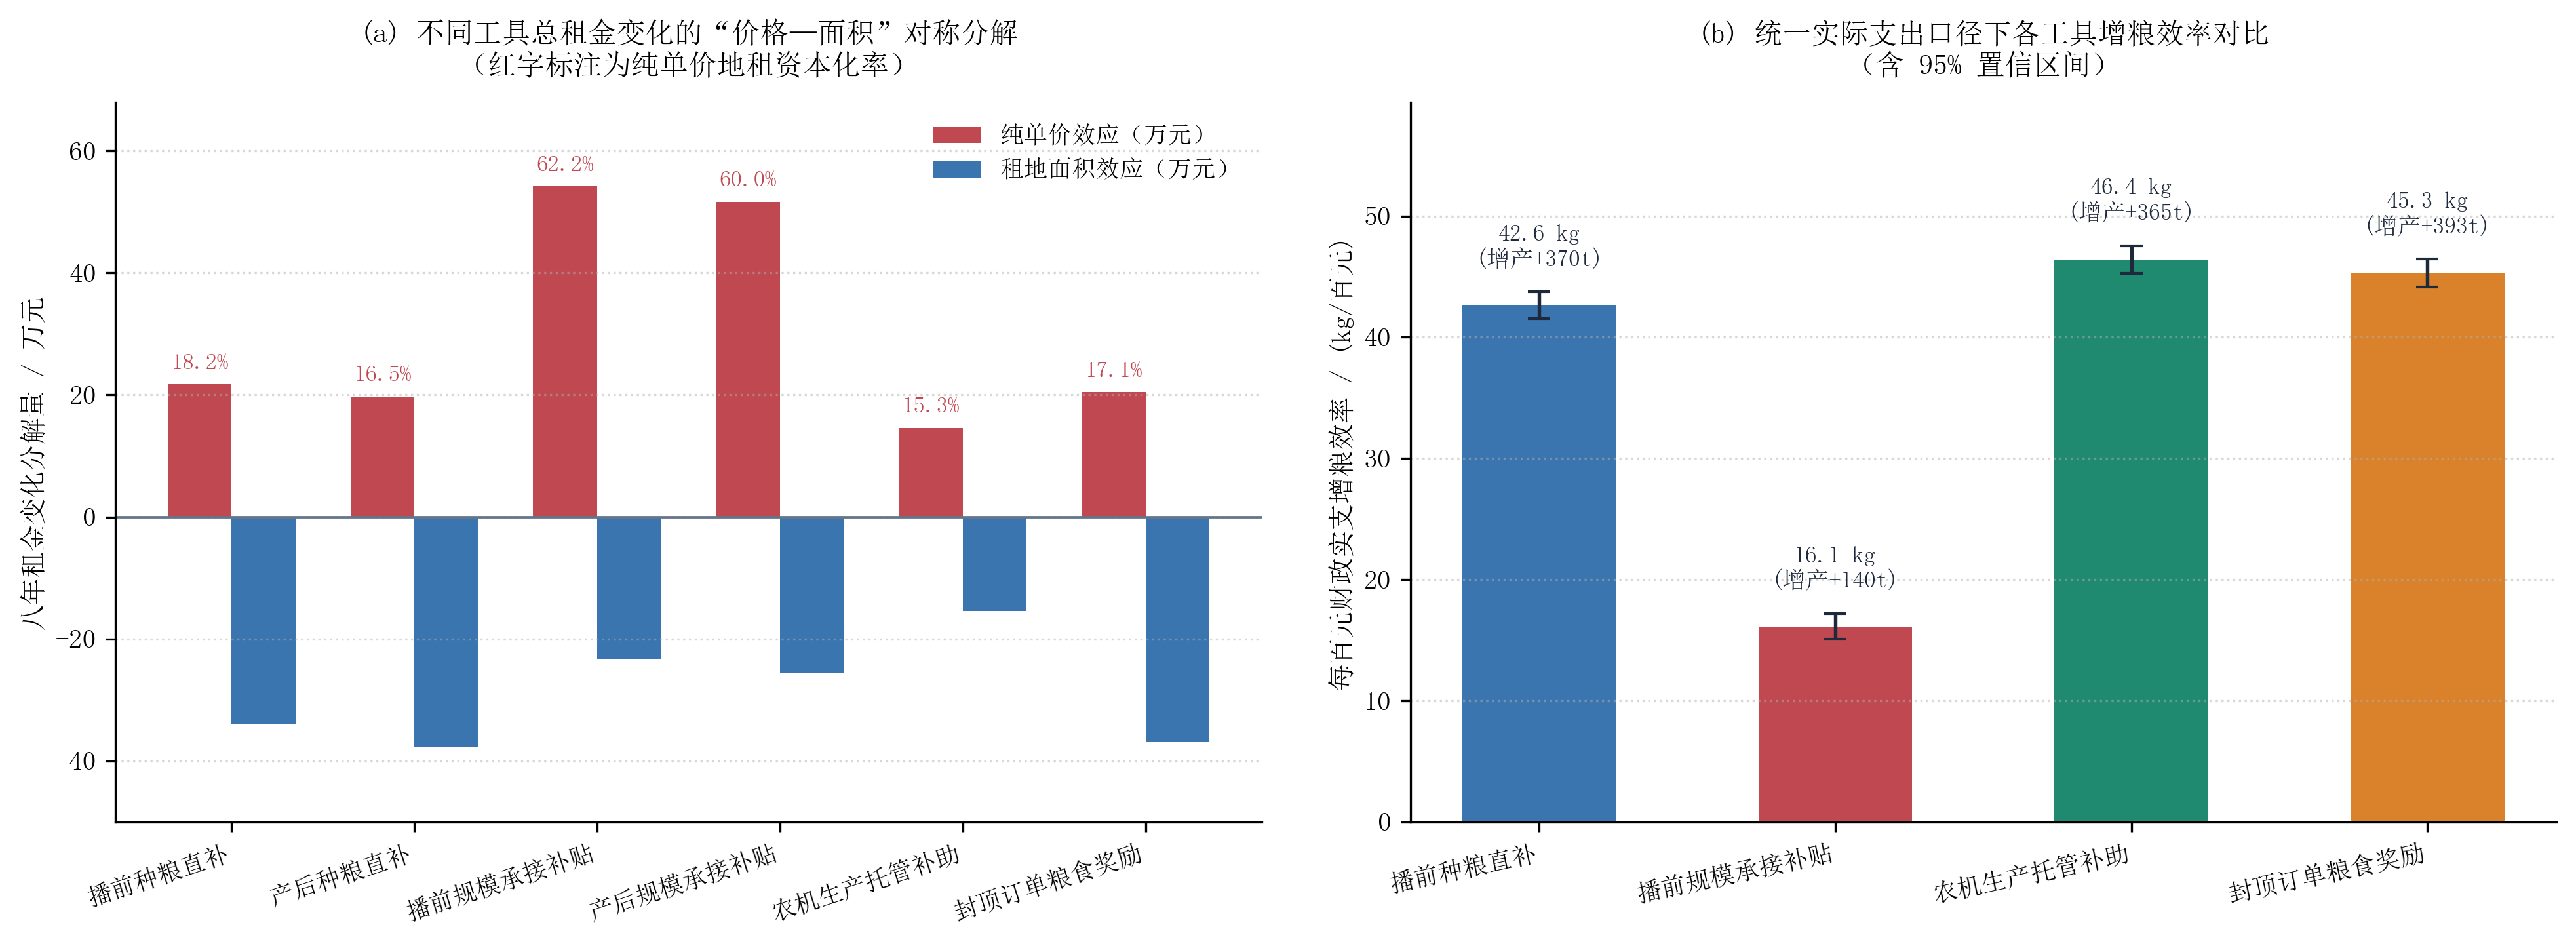 (a) 不同工具总租金变化的“价格—面积”对称分解
（红字标注为纯单价地租资本化率）
八年租金变化分解量 / 万元
60
40
20
0
−20
−40
纯单价效应（万元）
租地面积效应（万元）
18.2%
16.5%
62.2%
60.0%
15.3%
17.1%
播前种粮直补
产后种粮直补
播前规模承接补贴
产后规模承接补贴
农机生产托管补助
封顶订单粮食奖励
(b) 统一实际支出口径下各工具增粮效率对比
（含 95% 置信区间）
每百元财政实支增粮效率 / (kg/百元)
50
40
30
20
10
0
42.6 kg
(增产+370t)
16.1 kg
(增产+140t)
46.4 kg
(增产+365t)
45.3 kg
(增产+393t)
播前种粮直补
播前规模承接补贴
农机生产托管补助
封顶订单粮食奖励